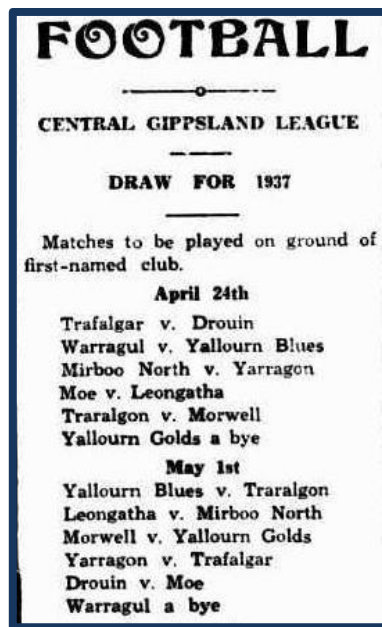 FOOTBALL
CENTRAL GIPPSLAND LEAGUE
DRAW FOR 1937
Matches to be played on ground of
first-named club.
April 24th
Trafalgar v. Drouin
Warragul v. Yallourn Blues
Mirboo North v. Yarragon
Moe v. Leongatha
Traralgon v. Morwell
Yallourn Golds a bye
May 1st
Yallourn Blues v. Traralgon
Leongatha v. Mirboo North
Morwell v. Yallourn Golds
Yarragon v. Trafalgar
Drouin v. Moe
Warragul a bye